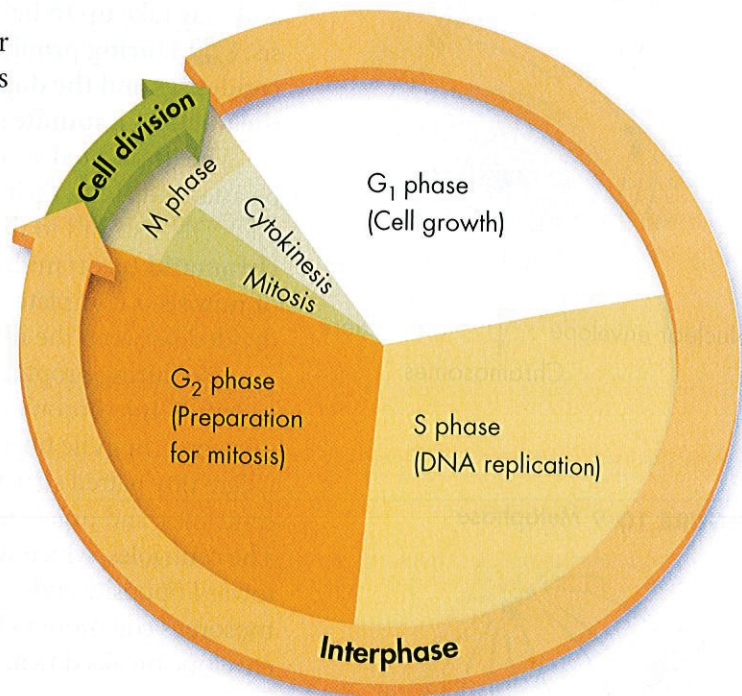 r
s
Cell division
M phase
Cytokinesis
Mitosis
G₁ phase
(Cell growth)
G₂ phase
(Preparation
for mitosis)
S phase
(DNA replication)
Interphase